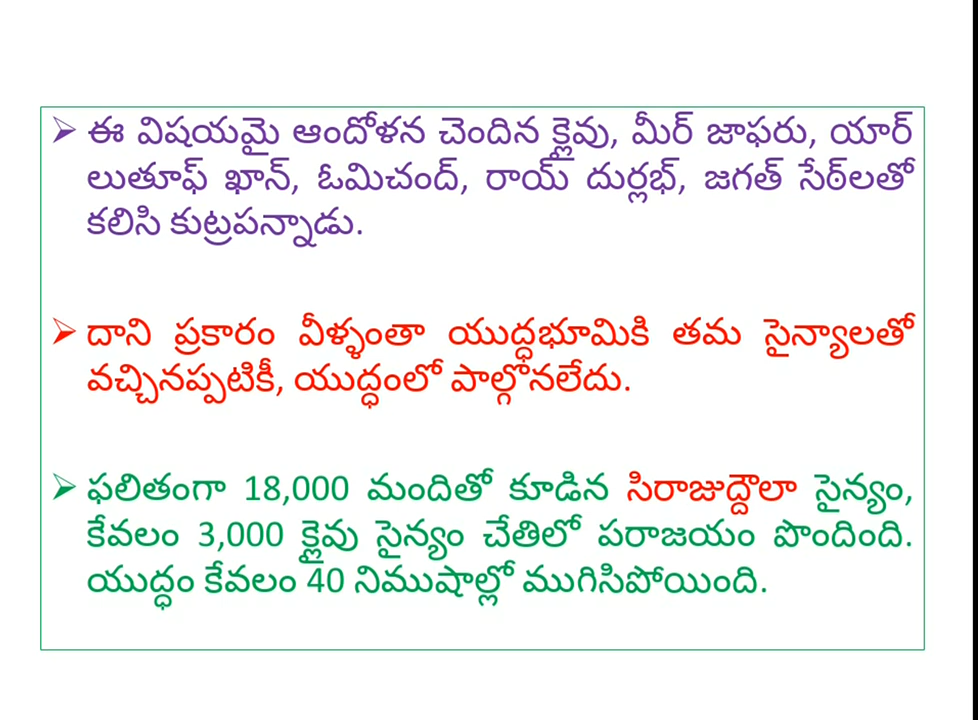 ఈ విషయమై ఆందోళన చెందిన క్లైవు, మీర్ జాఫరు, యార్
లుతూఫ్ ఖాన్, ఓమిచంద్, రాయ్ దుర్లభ్, జగత్ సేఠ్‌లతో
కలిసి కుట్రపన్నాడు.
దాని ప్రకారం వీళ్ళంతా యుద్ధభూమికి తమ సైన్యాలతో
వచ్చినప్పటికీ, యుద్ధంలో పాల్గొనలేదు.
ఫలితంగా 18,000 మందితో కూడిన సిరాజుద్దౌలా సైన్యం,
కేవలం 3,000 క్లైవు సైన్యం చేతిలో పరాజయం పొందింది.
యుద్ధం కేవలం 40 నిముషాల్లో ముగిసిపోయింది.